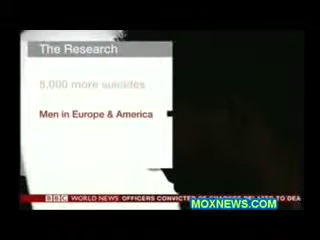 The Research
5,000 more suicides
Men in Europe & America
MOXNEWS.COM
BBC WORLD NEWS OFFICERS CONVICTED OF CHARGES RELATED TO DEA